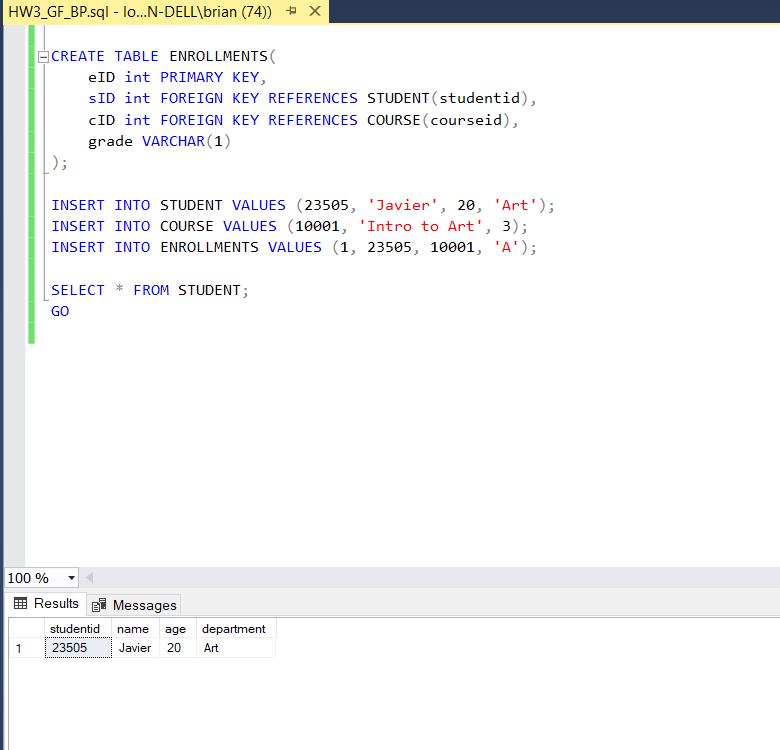 HW3_GF_BP.sql - lo...N-DELL\brian (74))
CREATE TABLE ENROLLMENTS(
eID int PRIMARY KEY,
sID int FOREIGN KEY REFERENCES STUDENT(studentid),
cID int FOREIGN KEY REFERENCES COURSE(courseid),
grade VARCHAR(1)
);
INSERT INTO STUDENT VALUES (23505, 'Javier', 20, 'Art');
INSERT INTO COURSE VALUES (10001, 'Intro to Art', 3);
INSERT INTO ENROLLMENTS VALUES (1, 23505, 10001, 'A');
SELECT * FROM STUDENT;
GO
100 %
Results Messages
studentid name age department
1 23505 Javier 20 Art